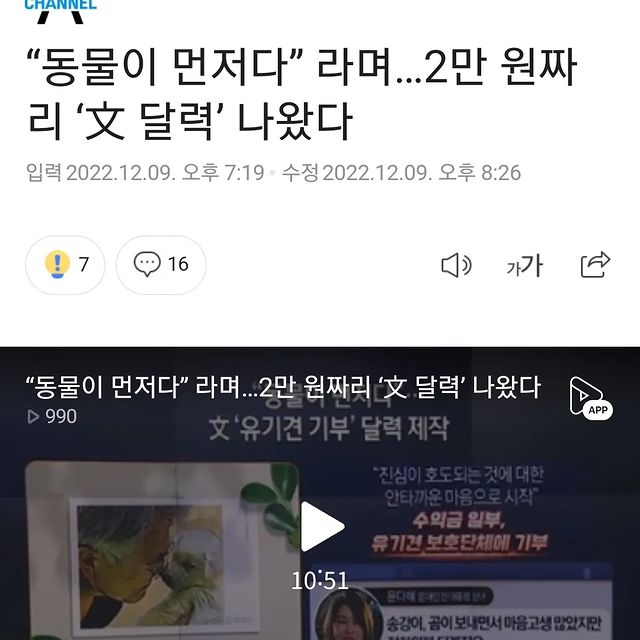 CHANNEL
“동물이 먼저다” 라며…2만 원짜
리 ‘文 달력’ 나왔다
입력 2022.12.09. 오후 7:19 수정 2022.12.09. 오후 8:26
7 16 가가
“동물이 먼저다” 라며…2만 원짜리 ‘文 달력’ 나왔다
APP
990
文 ‘유기견 기부’ 달력 제작
“진심이 호도되는 것에 대한
안타까운 마음으로 시작”
수익금 일부,
유기견 보호단체에 기부
10:51
문다혜
송강이, 곰이 보내면서 마음고생 많았지만